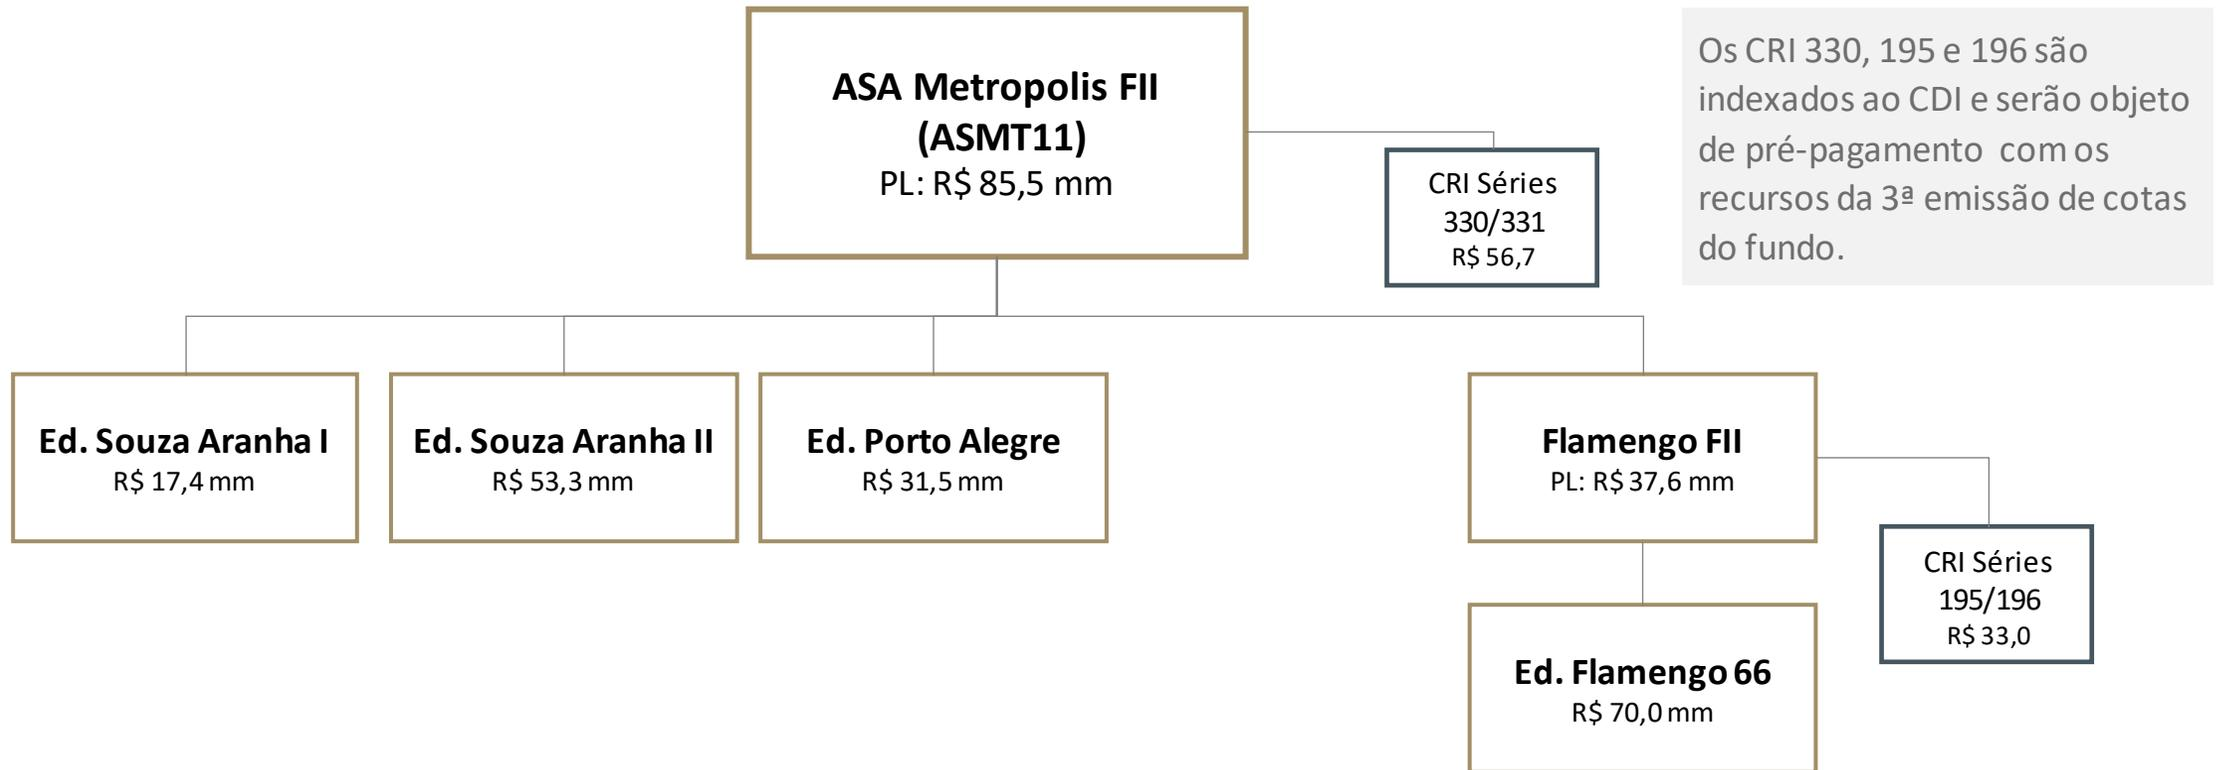 ASA Metropolis FII
(ASMT11)
PL: R$ 85,5 mm
CRI Séries
330/331
R$ 56,7
Os CRI 330, 195 e 196 são
indexados ao CDI e serão objeto
de pré-pagamento com os
recursos da 3ª emissão de cotas
do fundo.
Ed. Souza Aranha I
R$ 17,4 mm
Ed. Souza Aranha II
R$ 53,3 mm
Ed. Porto Alegre
R$ 31,5 mm
Flamengo FII
PL: R$ 37,6 mm
CRI Séries
195/196
R$ 33,0
Ed. Flamengo 66
R$ 70,0 mm